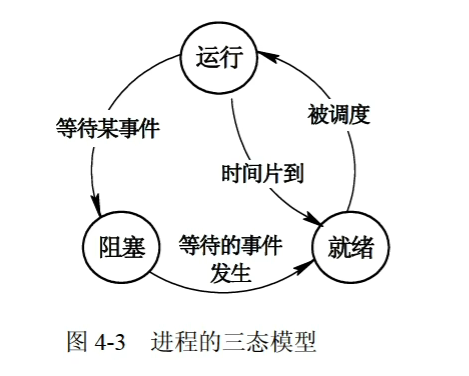 运行
等待某事件
被调度
时间片到
阻塞
等待的事件
发生
就绪
图 4-3 进程的三态模型